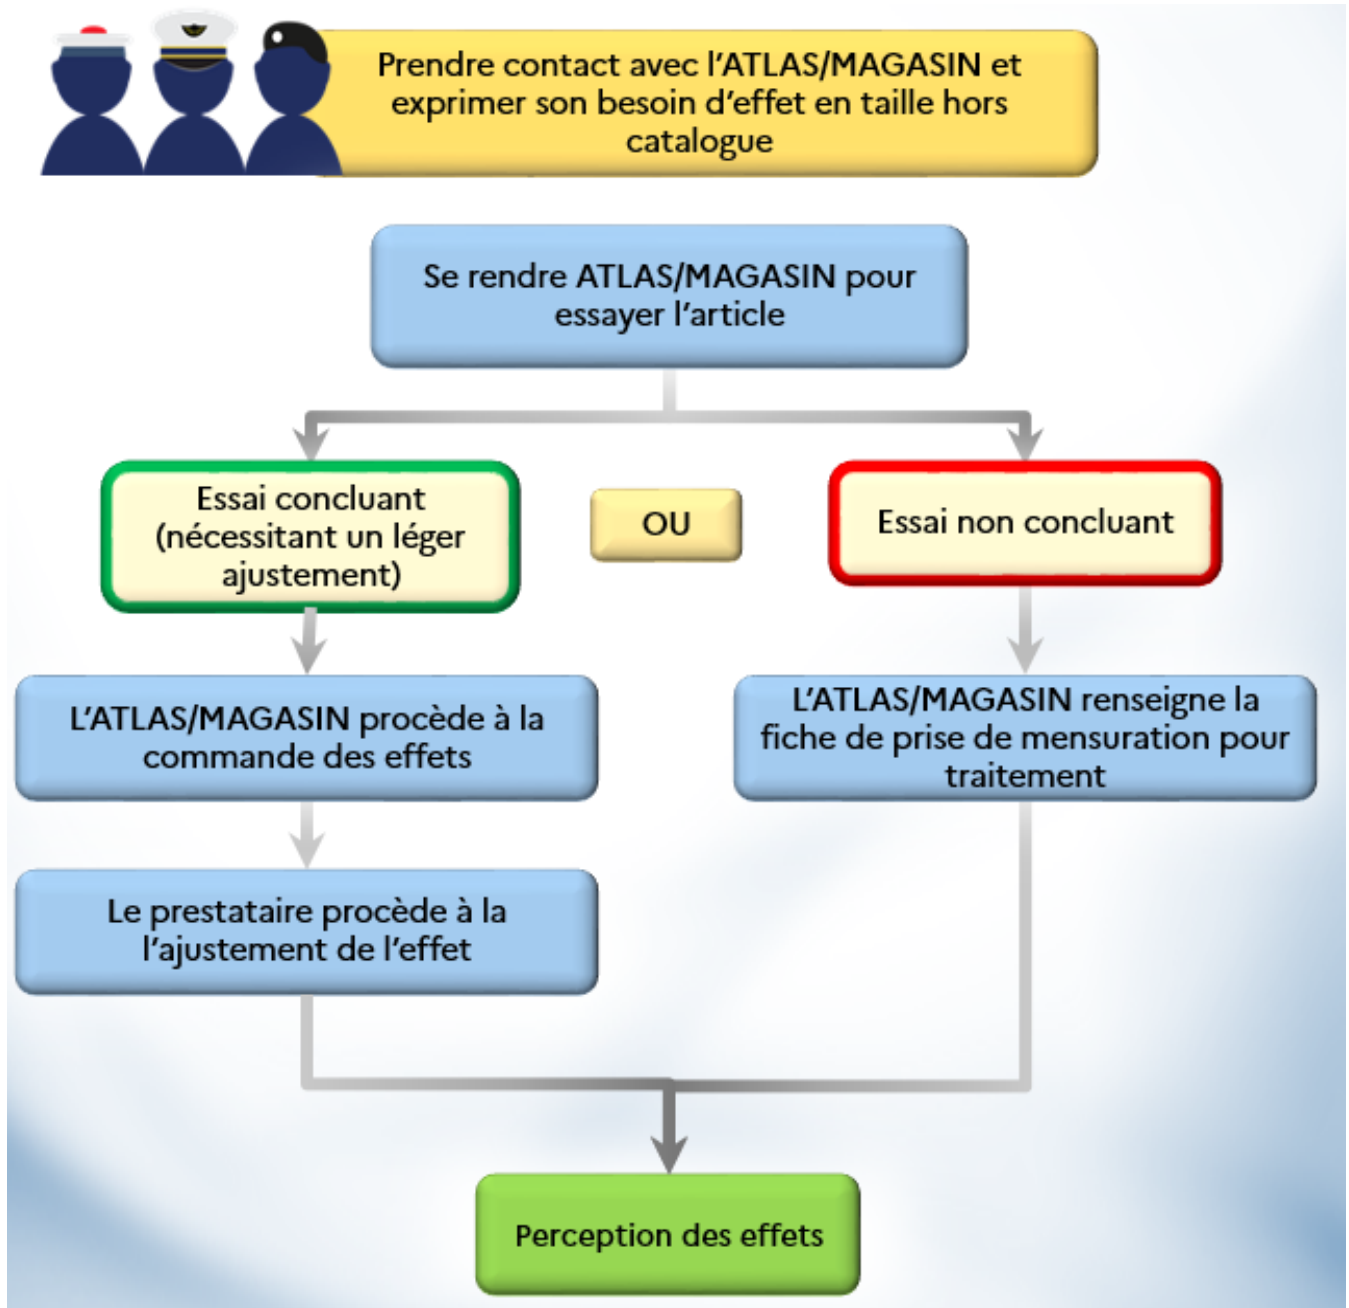 Prendre contact avec l'ATLAS/MAGASIN et
exprimer son besoin d'effet en taille hors
catalogue
Se rendre ATLAS/MAGASIN pour
essayer l'article
Essai concluant
(nécessitant un léger
ajustement)
OU
Essai non concluant
L'ATLAS/MAGASIN procède à la
commande des effets
L'ATLAS/MAGASIN renseigne la
fiche de prise de mensuration pour
traitement
Le prestataire procède à la
l'ajustement de l'effet
Perception des effets